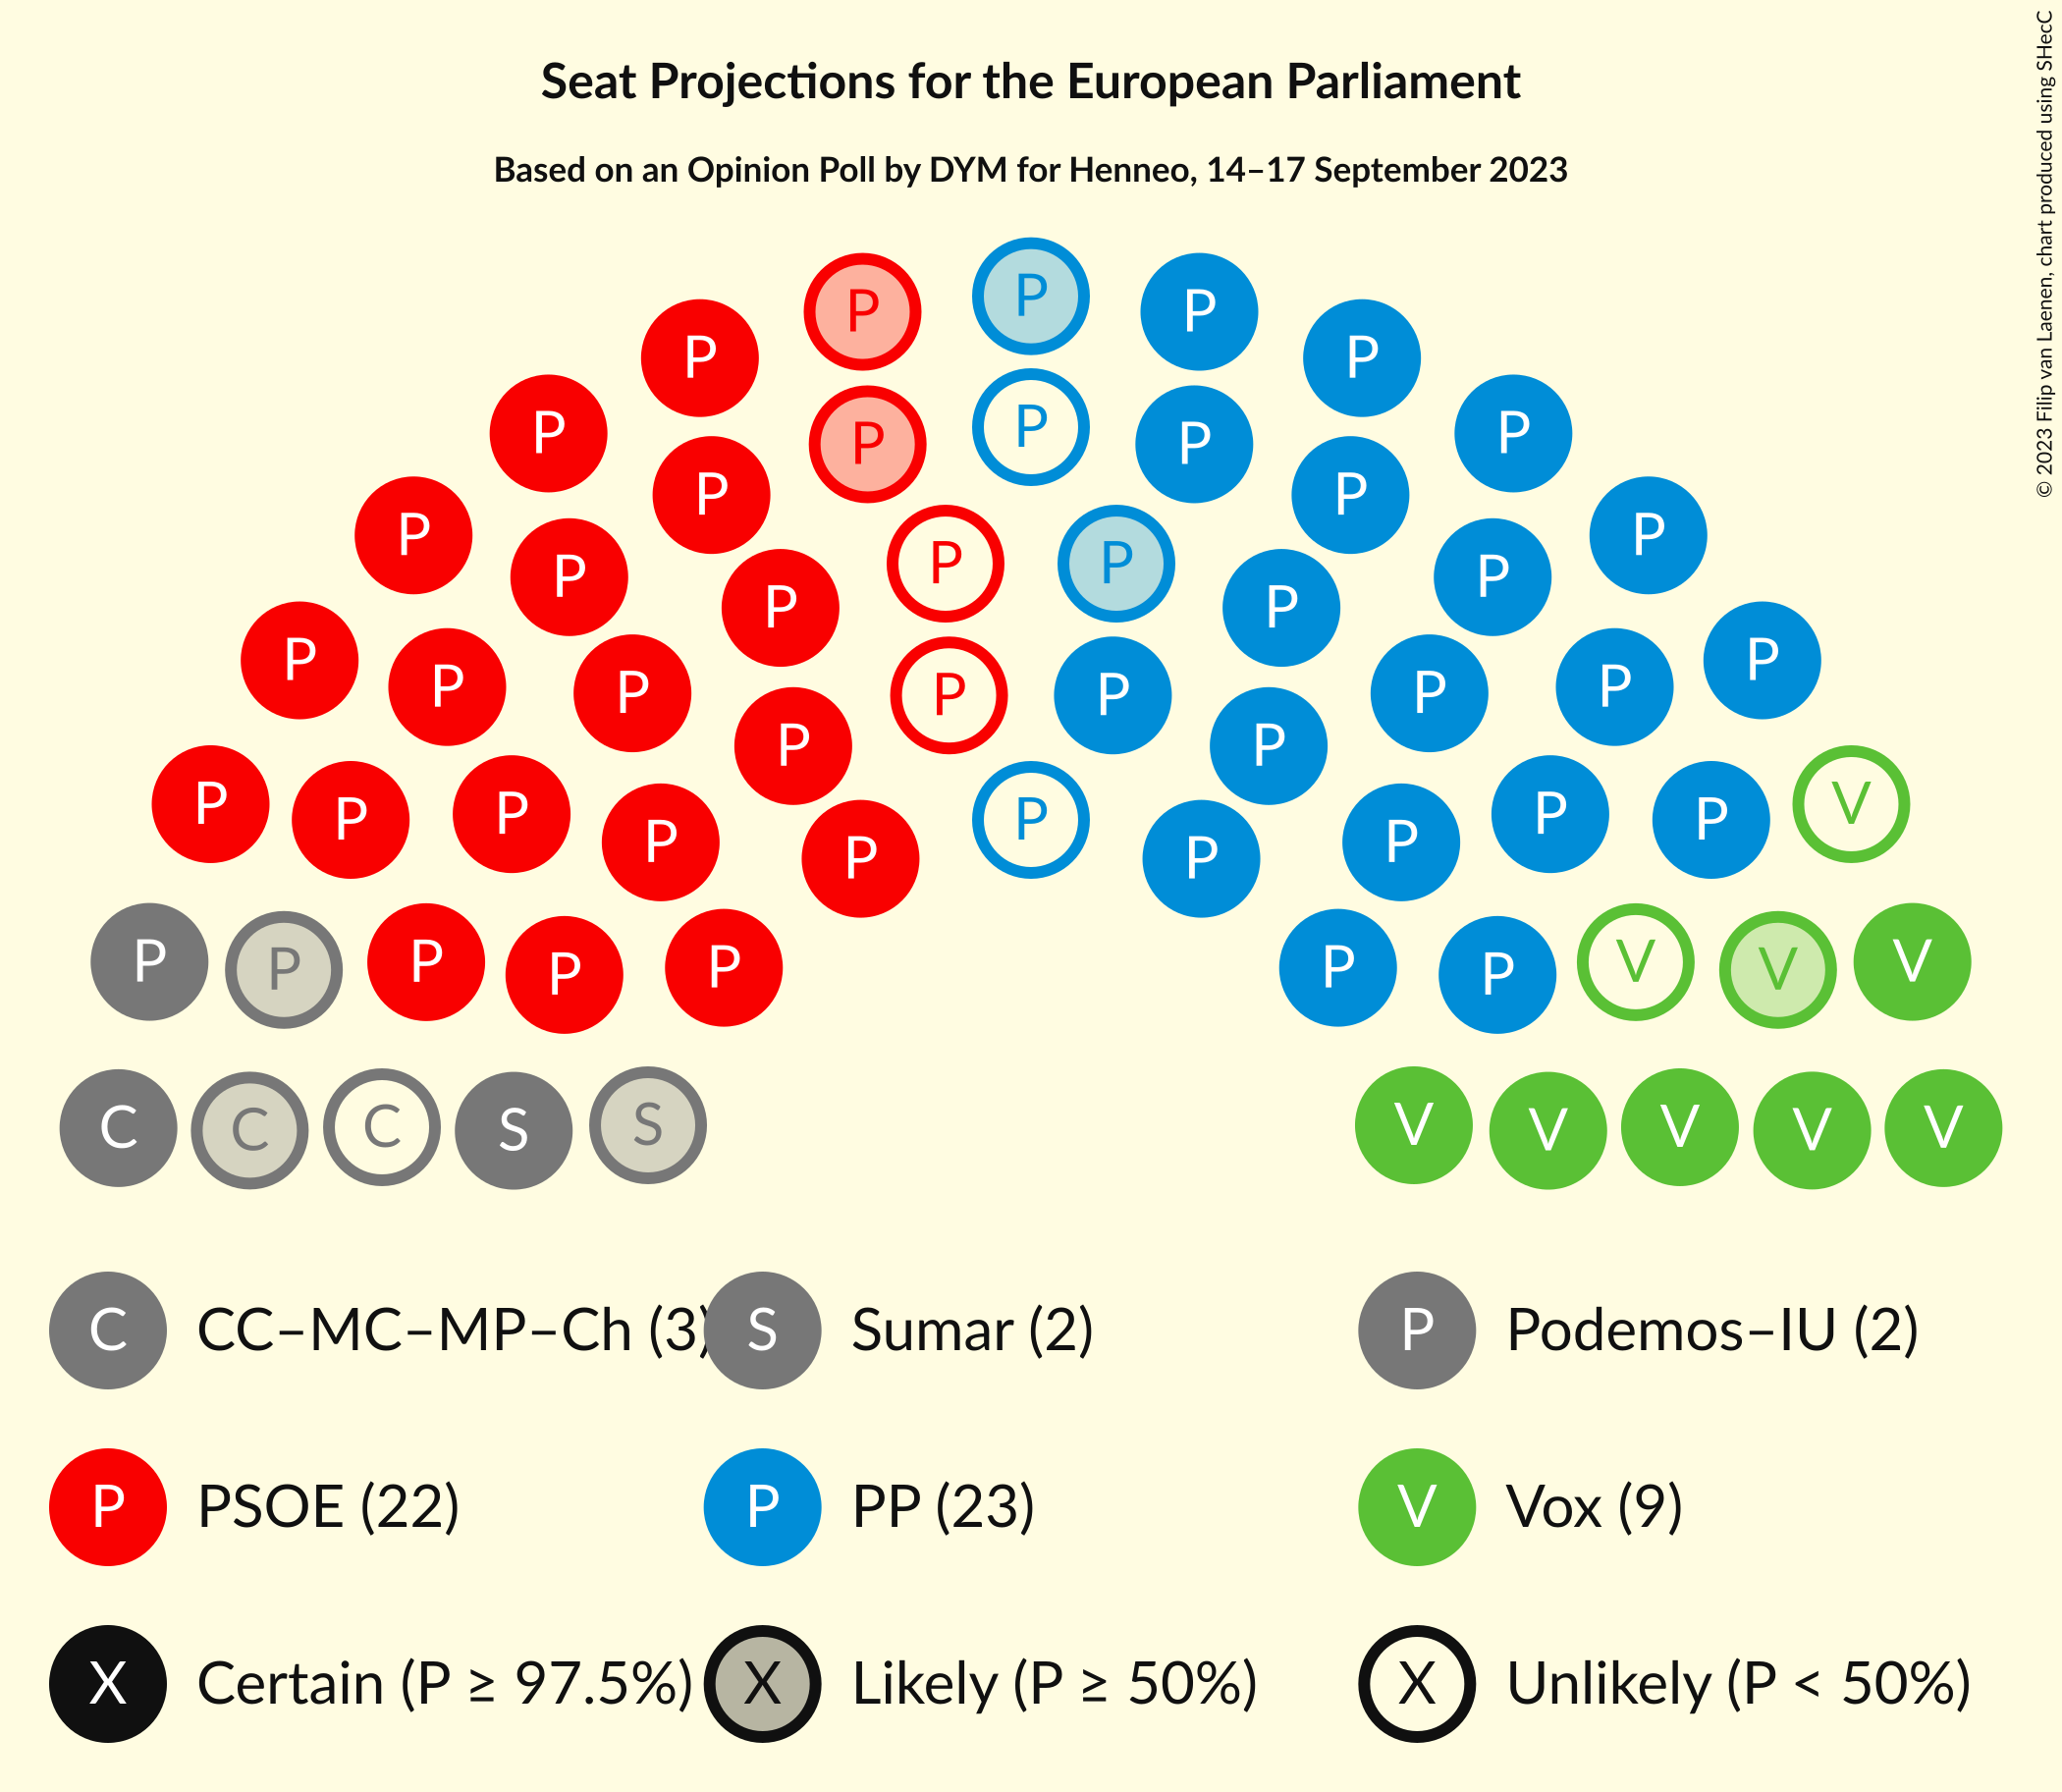 Seat Projections for the European Parliament
Based on an Opinion Poll by DYM for Henneo, 14–17 September 2023
© 2023 Filip van Laenen, chart produced using SHecC
P
P P P P
P P P
P P P P
P P
P P P P
P P P P
P P P P
P P
P P P P
P P P P
P P
P P P V
P P P P P
P P P P
P P
P P P P P P P V V V
C C C S S V V V V V
C CC–MC–MP–Ch (3) S Sumar (2) P Podemos–IU (2)
P PSOE (22) P PP (23) V Vox (9)
X Certain (P ≥ 97.5%) X Likely (P ≥ 50%) X Unlikely (P < 50%)